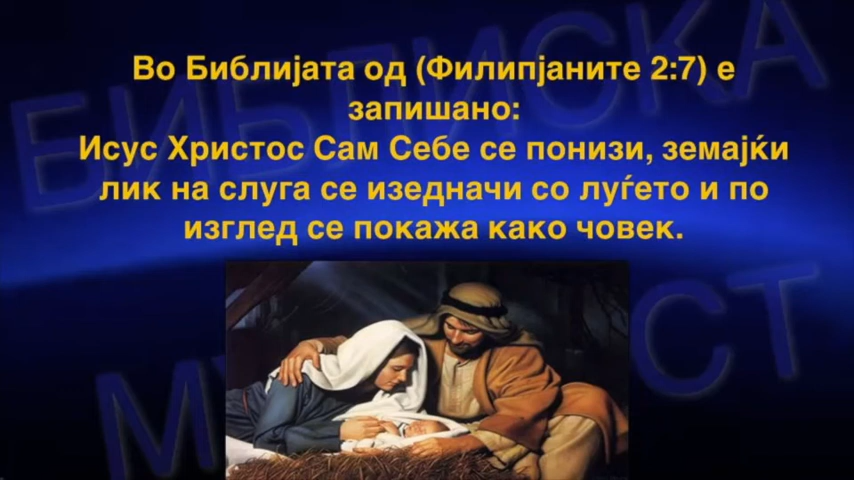 Во Библијата од (Филипјаните 2:7) е
запишано:
Исус Христос Сам Себе се понизи, земајќи
лик на слуга се изедначи со луѓето и по
изглед се покажа како човек.
БИБЛИСКА